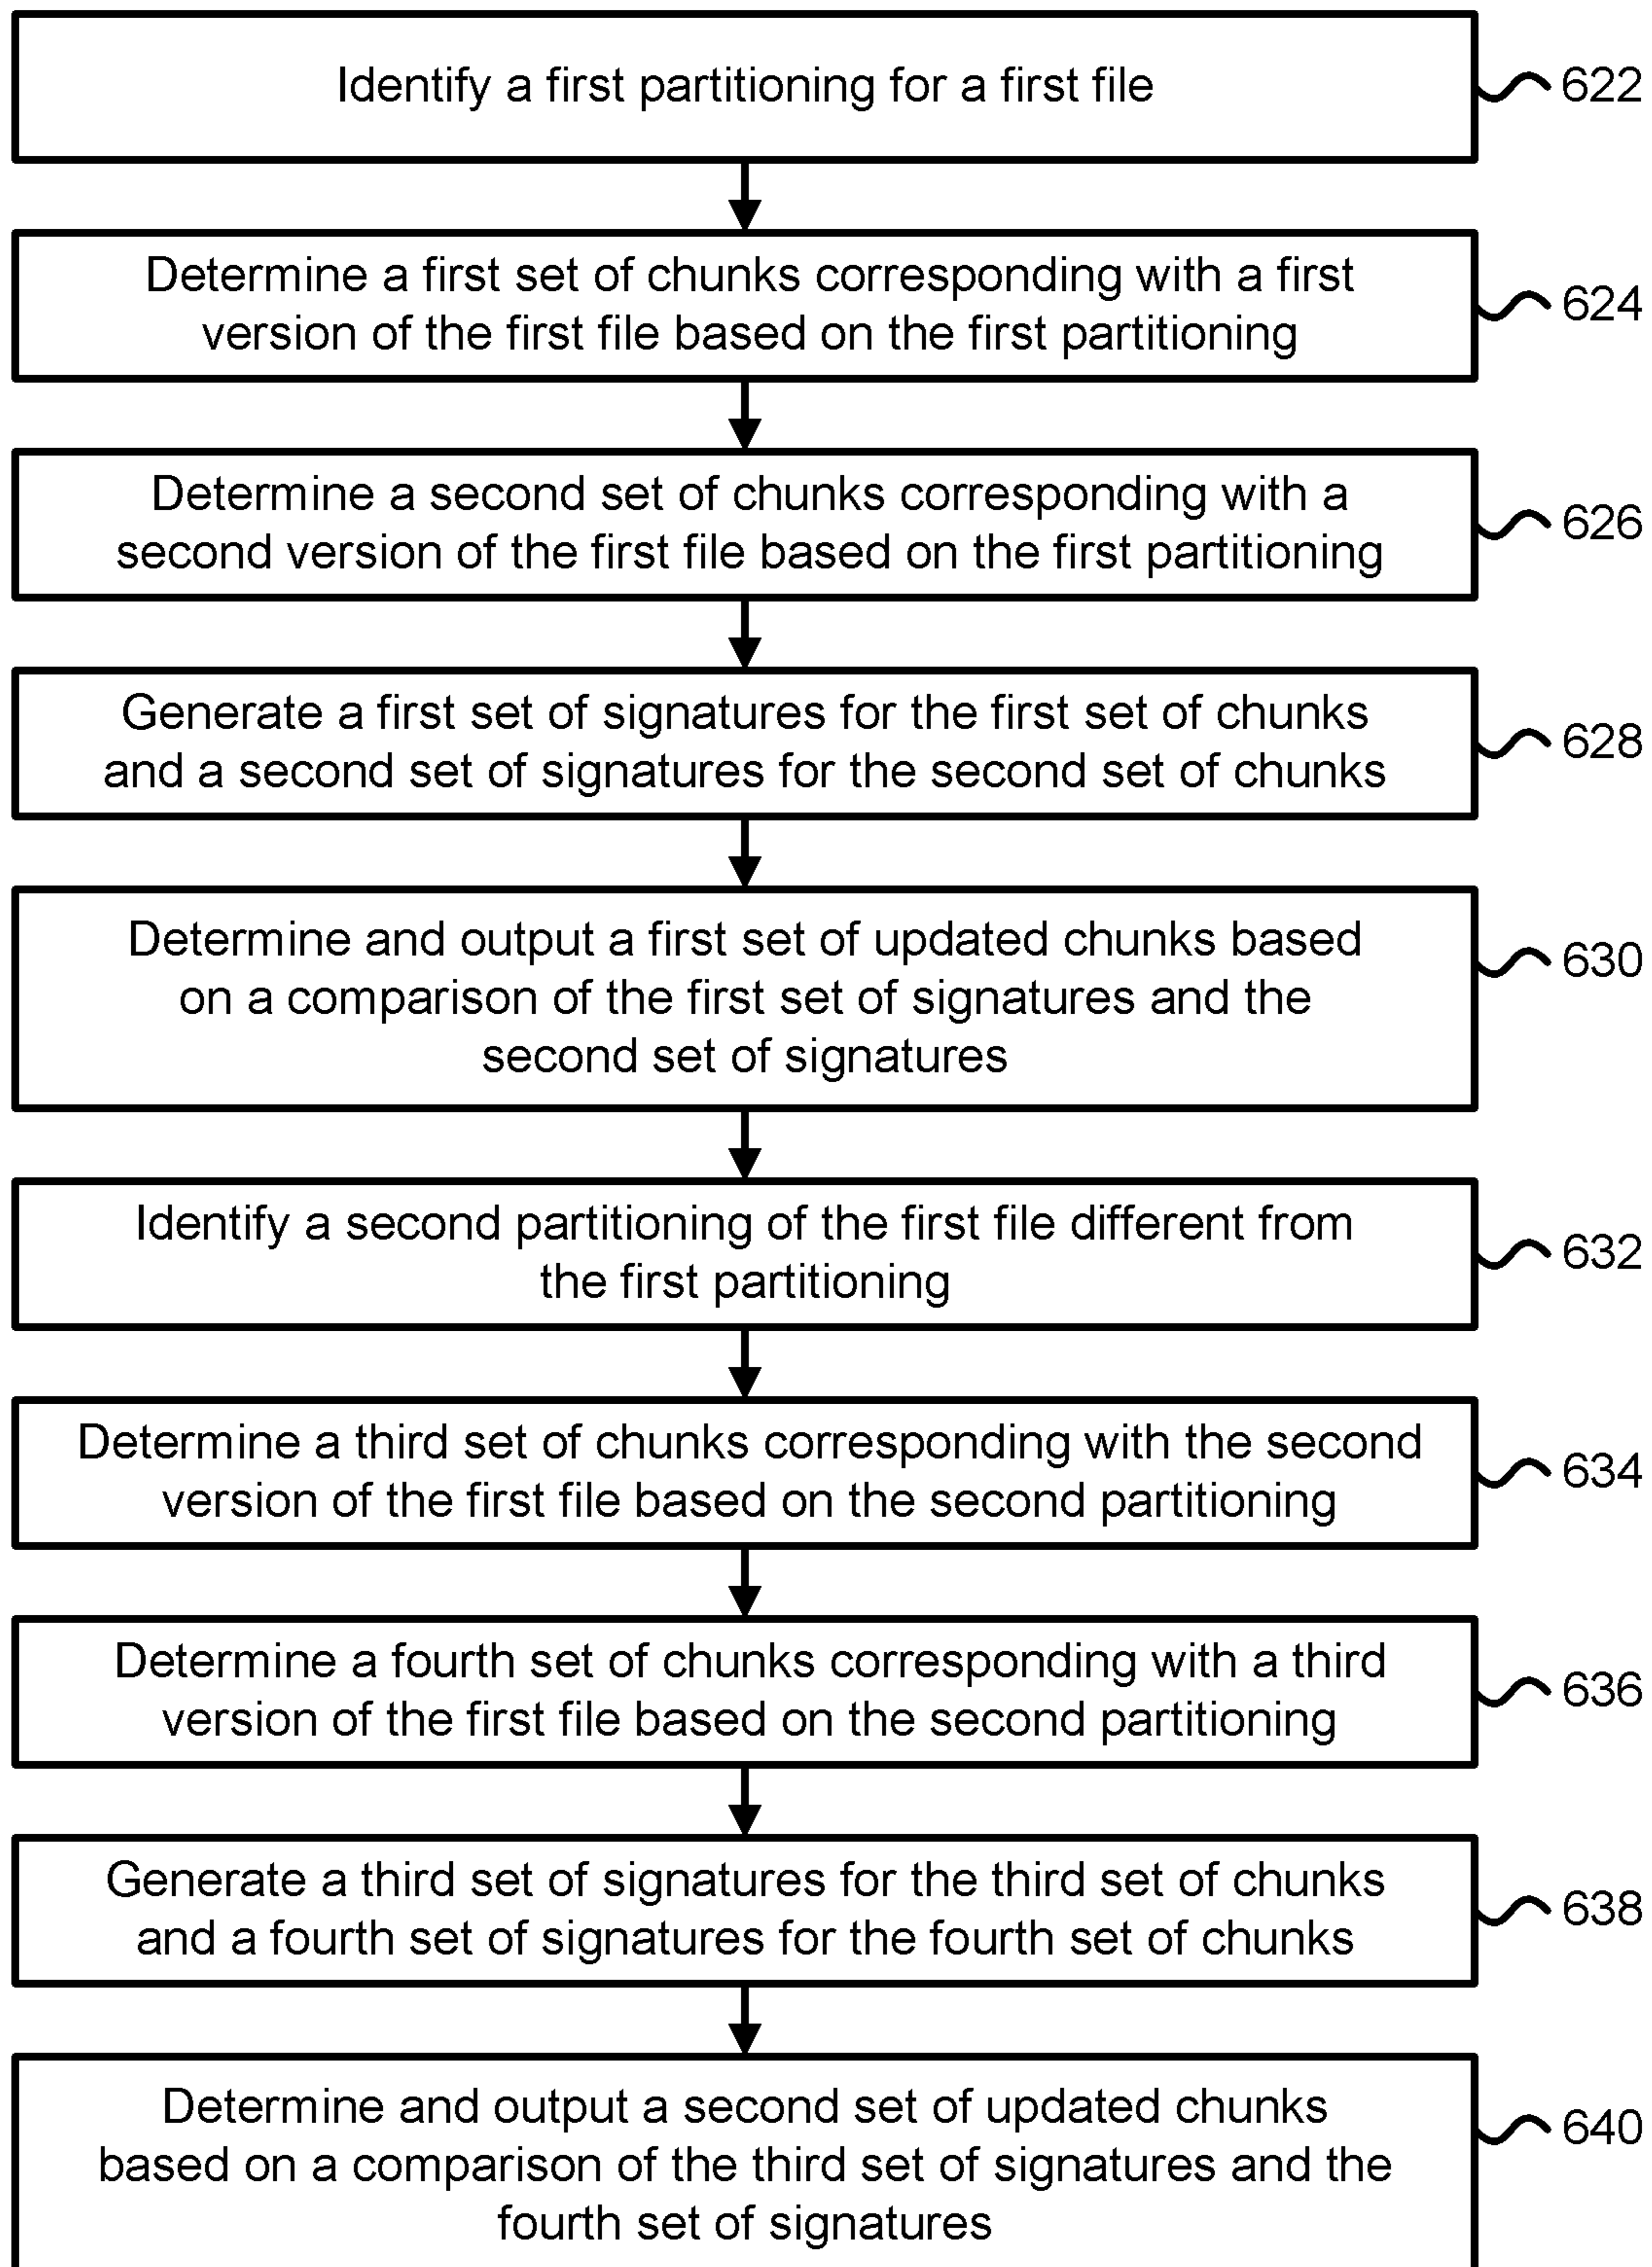 Identify a first partitioning for a first file
622
Determine a first set of chunks corresponding with a first
version of the first file based on the first partitioning
624
Determine a second set of chunks corresponding with a
second version of the first file based on the first partitioning
626
Generate a first set of signatures for the first set of chunks
and a second set of signatures for the second set of chunks
628
Determine and output a first set of updated chunks based
on a comparison of the first set of signatures and the
second set of signatures
630
Identify a second partitioning of the first file different from
the first partitioning
632
Determine a third set of chunks corresponding with the second
version of the first file based on the second partitioning
634
Determine a fourth set of chunks corresponding with a third
version of the first file based on the second partitioning
636
Generate a third set of signatures for the third set of chunks
and a fourth set of signatures for the fourth set of chunks
638
Determine and output a second set of updated chunks
based on a comparison of the third set of signatures and the
fourth set of signatures
640